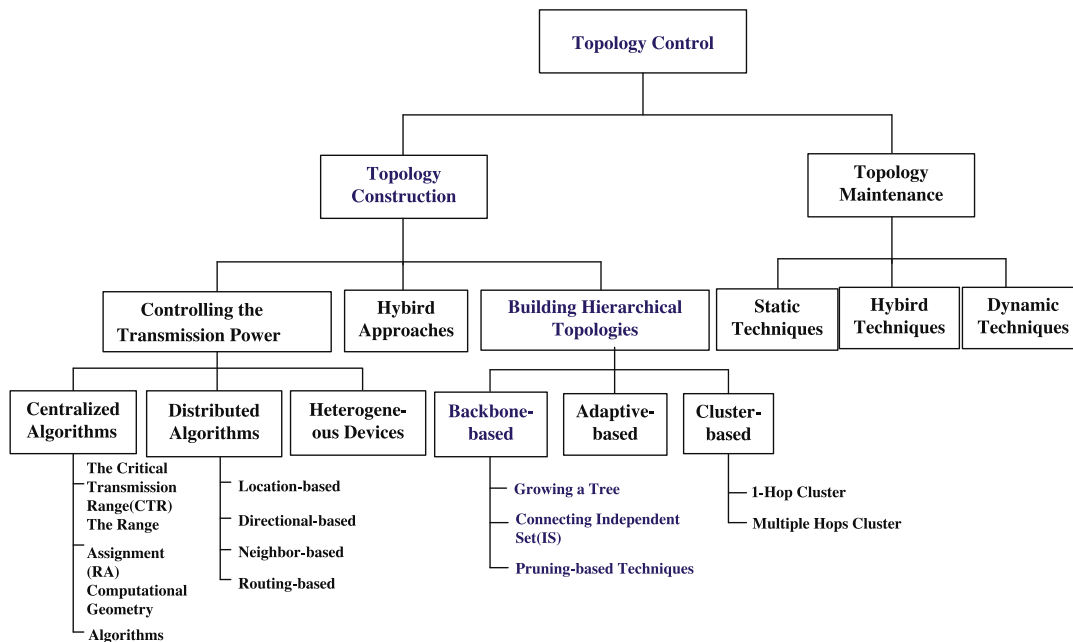 Topology Control
Topology
Construction
Topology
Maintenance
Controlling the
Transmission Power
Hybird
Approaches
Building Hierarchical
Topologies
Static
Techniques
Hybird
Techniques
Dynamic
Techniques
Centralized
Algorithms
Distributed
Algorithms
Heterogene-
ous Devices
Backbone-
based
Adaptive-
based
Cluster-
based
The Critical
Transmission
Range(CTR)
The Range
Assignment
(RA)
Computational
Geometry
Algorithms
Location-based
Directional-based
Neighbor-based
Routing-based
Growing a Tree
Connecting Independent
Set(IS)
Pruning-based Techniques
1-Hop Cluster
Multiple Hops Cluster